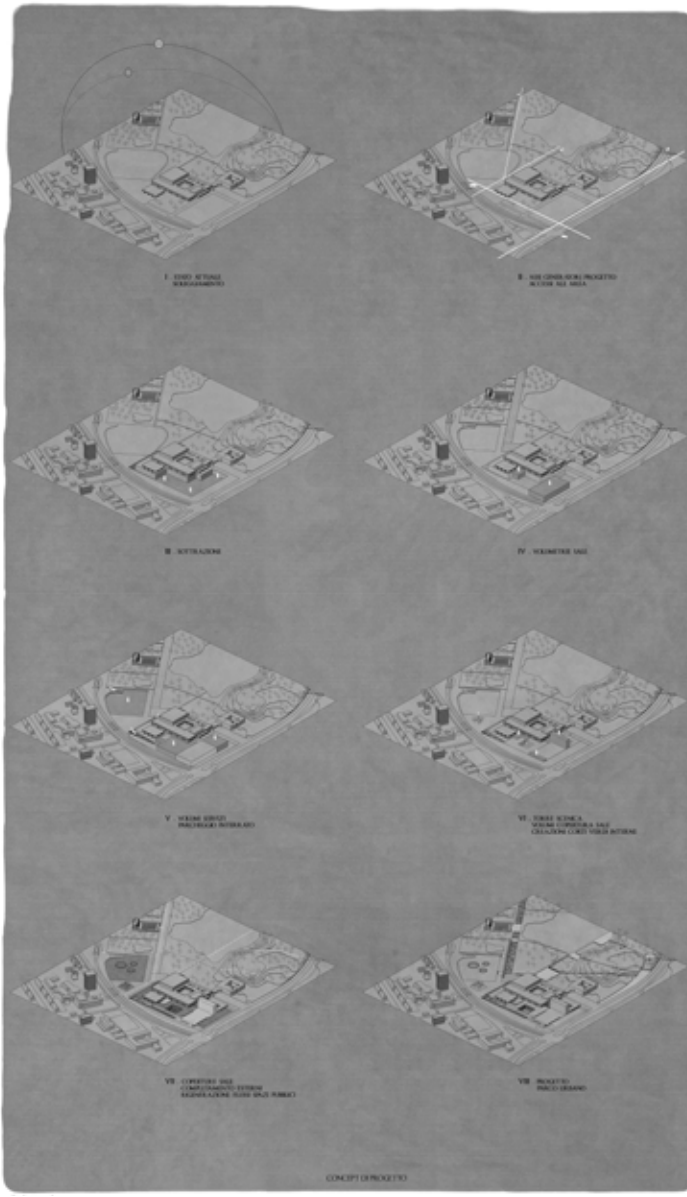 I . STATO ATTUALE
SOLEGGIAMENTO
II . ASSI GENERATORI PROGETTO
ACCESSI ALL'AREA
III . SOTTRAZIONI
IV . VOLUMETRIE SALE
V . VOLUMI SERVIZI
PARCHEGGIO INTERRATO
VI . TORRE SCENICA
VOLUMI COPERTURA SALE
CREAZIONE CORTI VERDI INTERNE
VII . COPERTURE SALE
COMPLETAMENTO ESTERNI
RIGENERAZIONE SPAZI PUBBLICI
VIII . PROGETTO
PARCO URBANO
CONCEPT DI PROGETTO